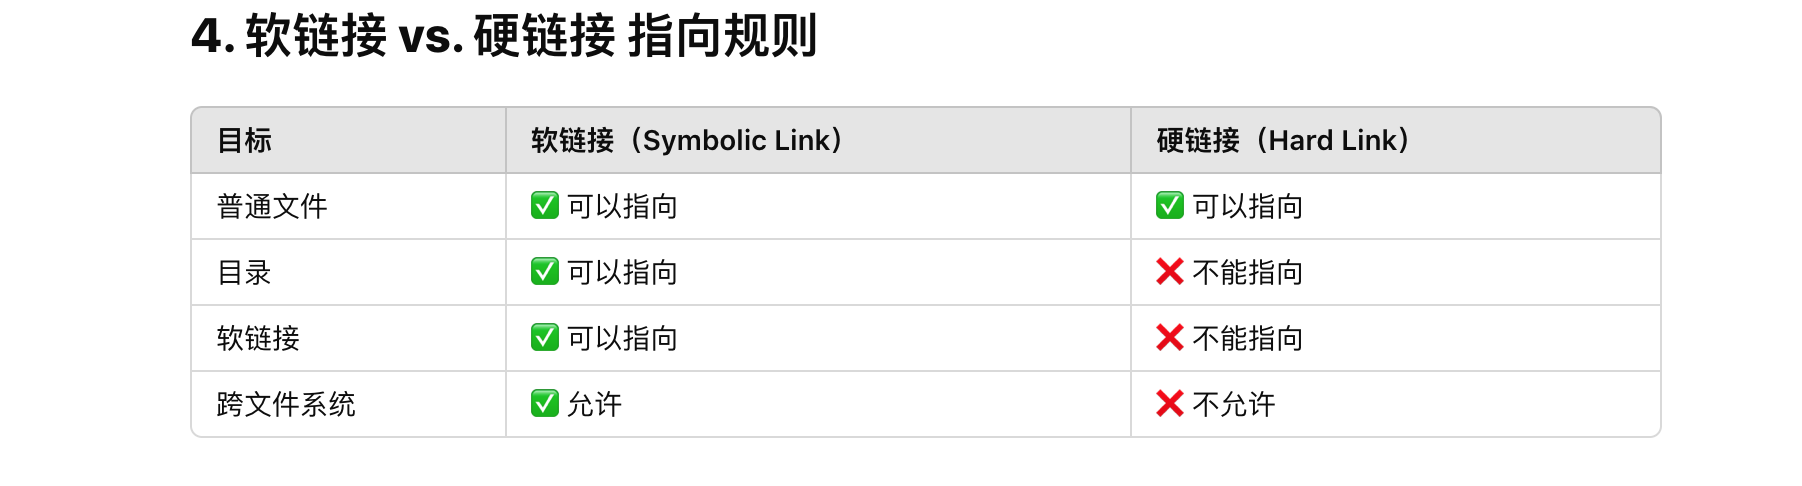 4. 软链接 vs. 硬链接 指向规则
目标 软链接（Symbolic Link） 硬链接（Hard Link）
普通文件 ✅ 可以指向 ✅ 可以指向
目录 ✅ 可以指向 ❌ 不能指向
软链接 ✅ 可以指向 ❌ 不能指向
跨文件系统 ✅ 允许 ❌ 不允许